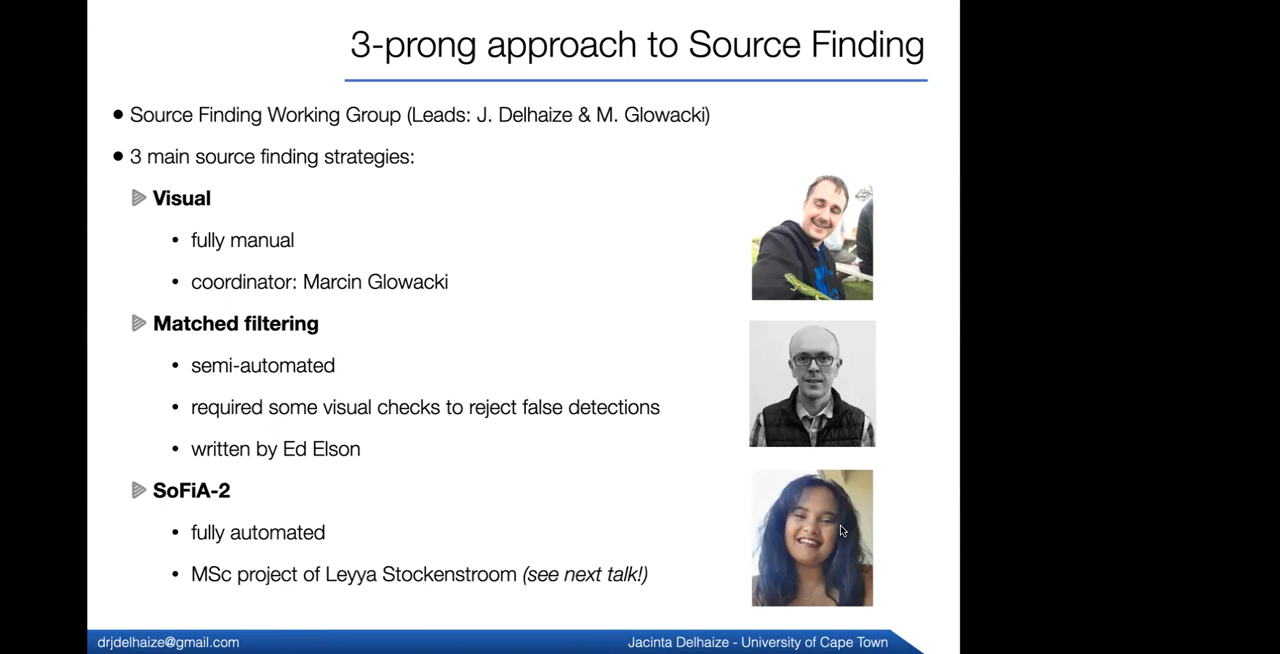 3-prong approach to Source Finding
• Source Finding Working Group (Leads: J. Delhaize & M. Glowacki)
• 3 main source finding strategies:
Visual
• fully manual
• coordinator: Marcin Glowacki
Matched filtering
• semi-automated
• required some visual checks to reject false detections
• written by Ed Elson
SoFiA-2
• fully automated
• MSc project of Leyya Stockenstroom (see next talk!)
drjdelhaize@gmail.com
Jacinta Delhaize - University of Cape Town